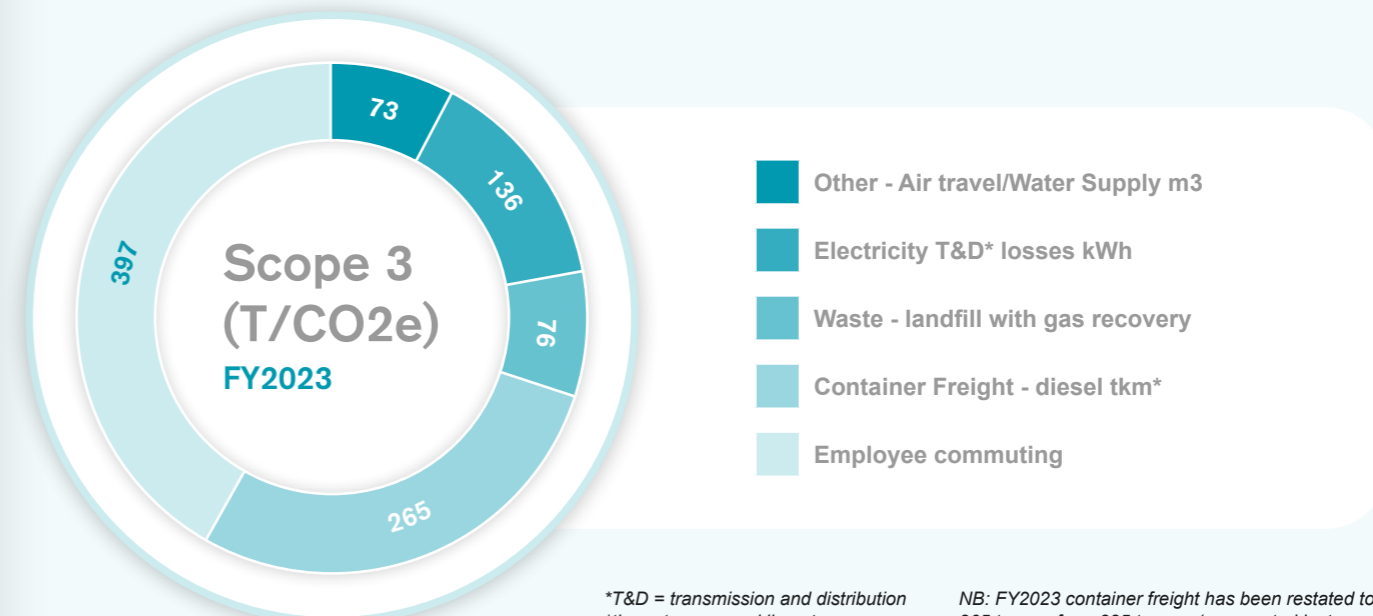 73
136
76
265
397
Scope 3
(T/CO2e)
FY2023
Other - Air travel/Water Supply m3
Electricity T&D* losses kWh
Waste - landfill with gas recovery
Container Freight - diesel tkm*
Employee commuting
*T&D = transmission and distribution
NB: FY2023 container freight has been restated to